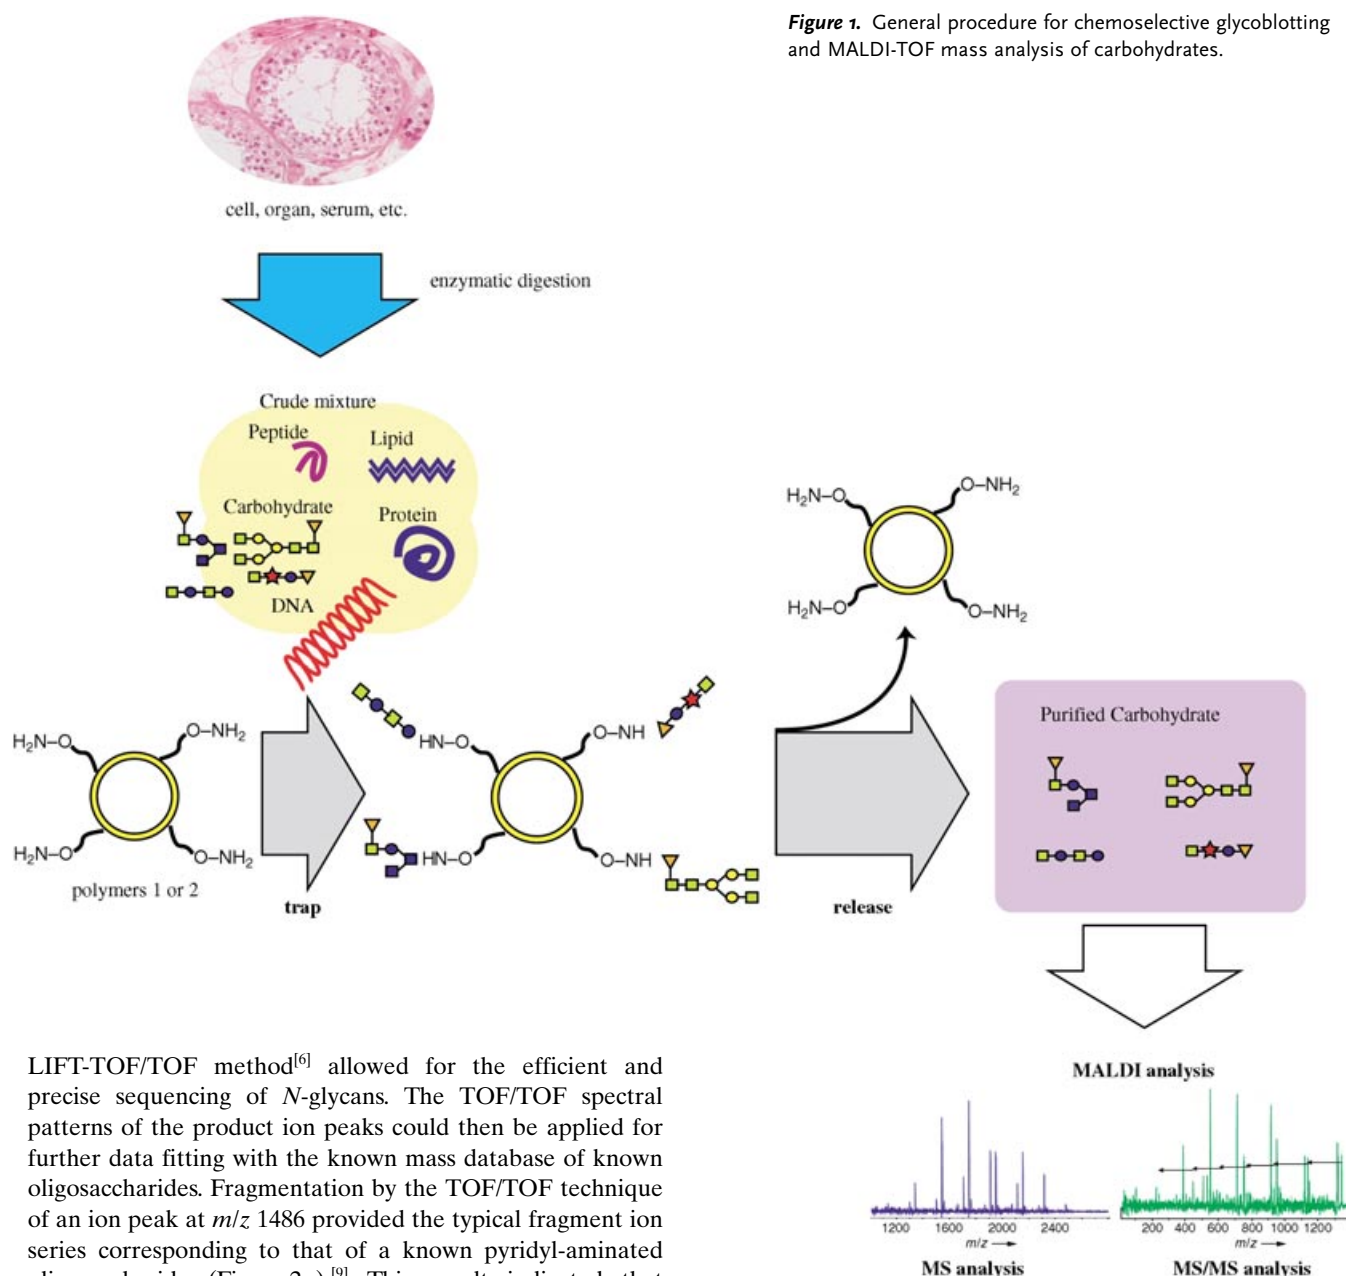 Figure 1. General procedure for chemoselective glycoblotting
and MALDI-TOF mass analysis of carbohydrates.
cell, organ, serum, etc.
enzymatic digestion
Crude mixture
Peptide
Lipid
Carbohydrate
Protein
DNA
H₂N–O
O–NH₂
H₂N–O
O–NH₂
H₂N–O
O–NH₂
H₂N–O
O–NH₂
polymers 1 or 2
trap
HN–O
O–NH
HN–O
O–NH
release
Purified Carbohydrate
MALDI analysis
1200 1600 2000 2400
m/z
MS analysis
200 400 600 800 1000 1200
m/z
MS/MS analysis
LIFT-TOF/TOF method[6] allowed for the efficient and
precise sequencing of N-glycans. The TOF/TOF spectral
patterns of the product ion peaks could then be applied for
further data fitting with the known mass database of known
oligosaccharides. Fragmentation by the TOF/TOF technique
of an ion peak at m/z 1486 provided the typical fragment ion
series corresponding to that of a known pyridyl-aminated